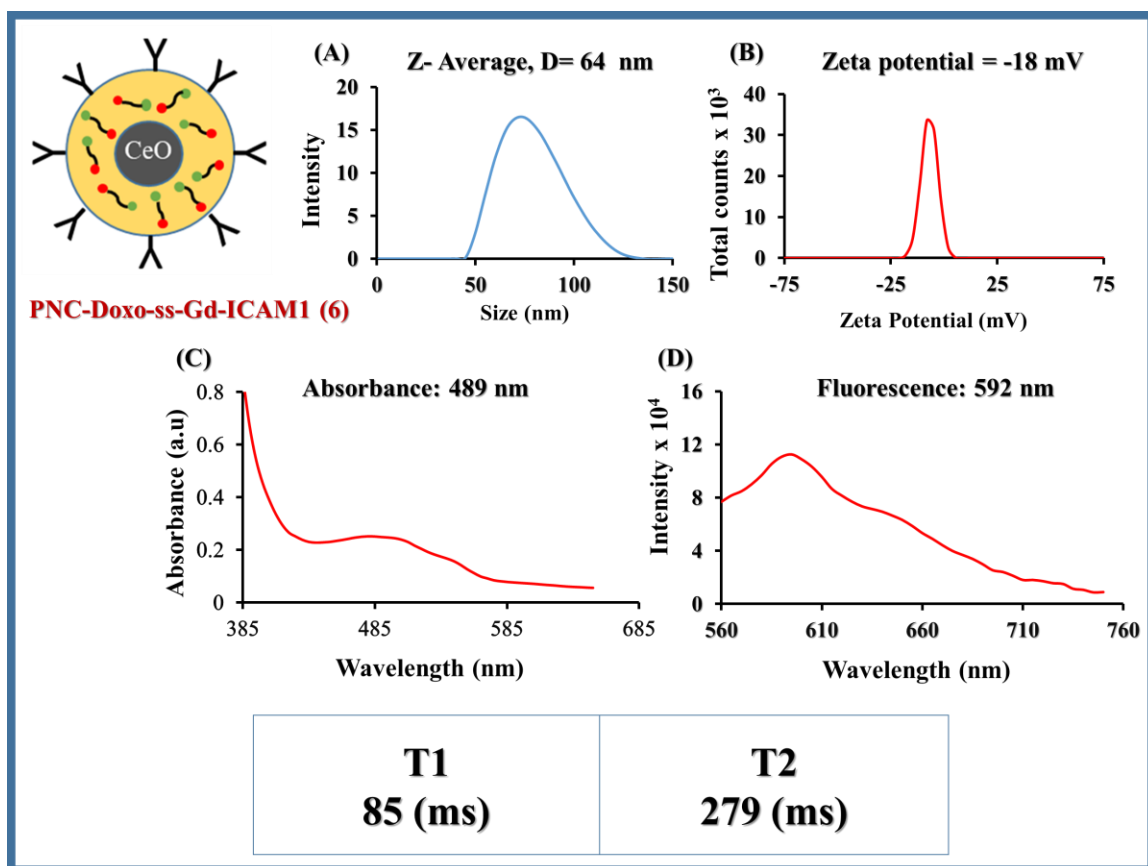 CeO
PNC-Doxo-ss-Gd-ICAM1 (6)
(A)
Z- Average, D= 64 nm
Intensity
20
15
10
5
0
0 50 100 150
Size (nm)
(B)
Zeta potential = -18 mV
Total counts x 10³
40
30
20
10
0
-75 -25 25 75
Zeta Potential (mV)
(C)
Absorbance: 489 nm
Absorbance (a.u)
0.8
0.6
0.4
0.2
0
385 485 585 685
Wavelength (nm)
(D)
Fluorescence: 592 nm
Intensity x 10⁴
16
12
8
4
0
560 610 660 710 760
Wavelength (nm)
T1
85 (ms)
T2
279 (ms)